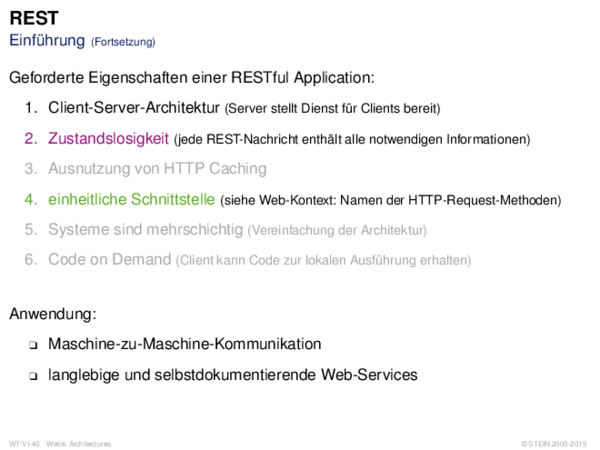 REST
Einführung (Fortsetzung)
Geforderte Eigenschaften einer RESTful Application:
1. Client-Server-Architektur (Server stellt Dienst für Clients bereit)
2. Zustandslosigkeit (jede REST-Nachricht enthält alle notwendigen Informationen)
3. Ausnutzung von HTTP Caching
4. einheitliche Schnittstelle (siehe Web-Kontext: Namen der HTTP-Request-Methoden)
5. Systeme sind mehrschichtig (Vereinfachung der Architektur)
6. Code on Demand (Client kann Code zur lokalen Ausführung erhalten)
Anwendung:
❑ Maschine-zu-Maschine-Kommunikation
❑ langlebige und selbstdokumentierende Web-Services
WT:VI-40 Webis Architectures © STEIN 2005-2019